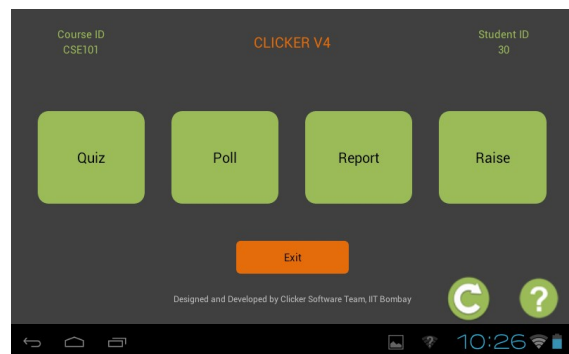 Course ID
CSE101
CLICKER V4
Student ID
30
Quiz
Poll
Report
Raise
Exit
Designed and Developed by Clicker Software Team, IIT Bombay
?
10:26